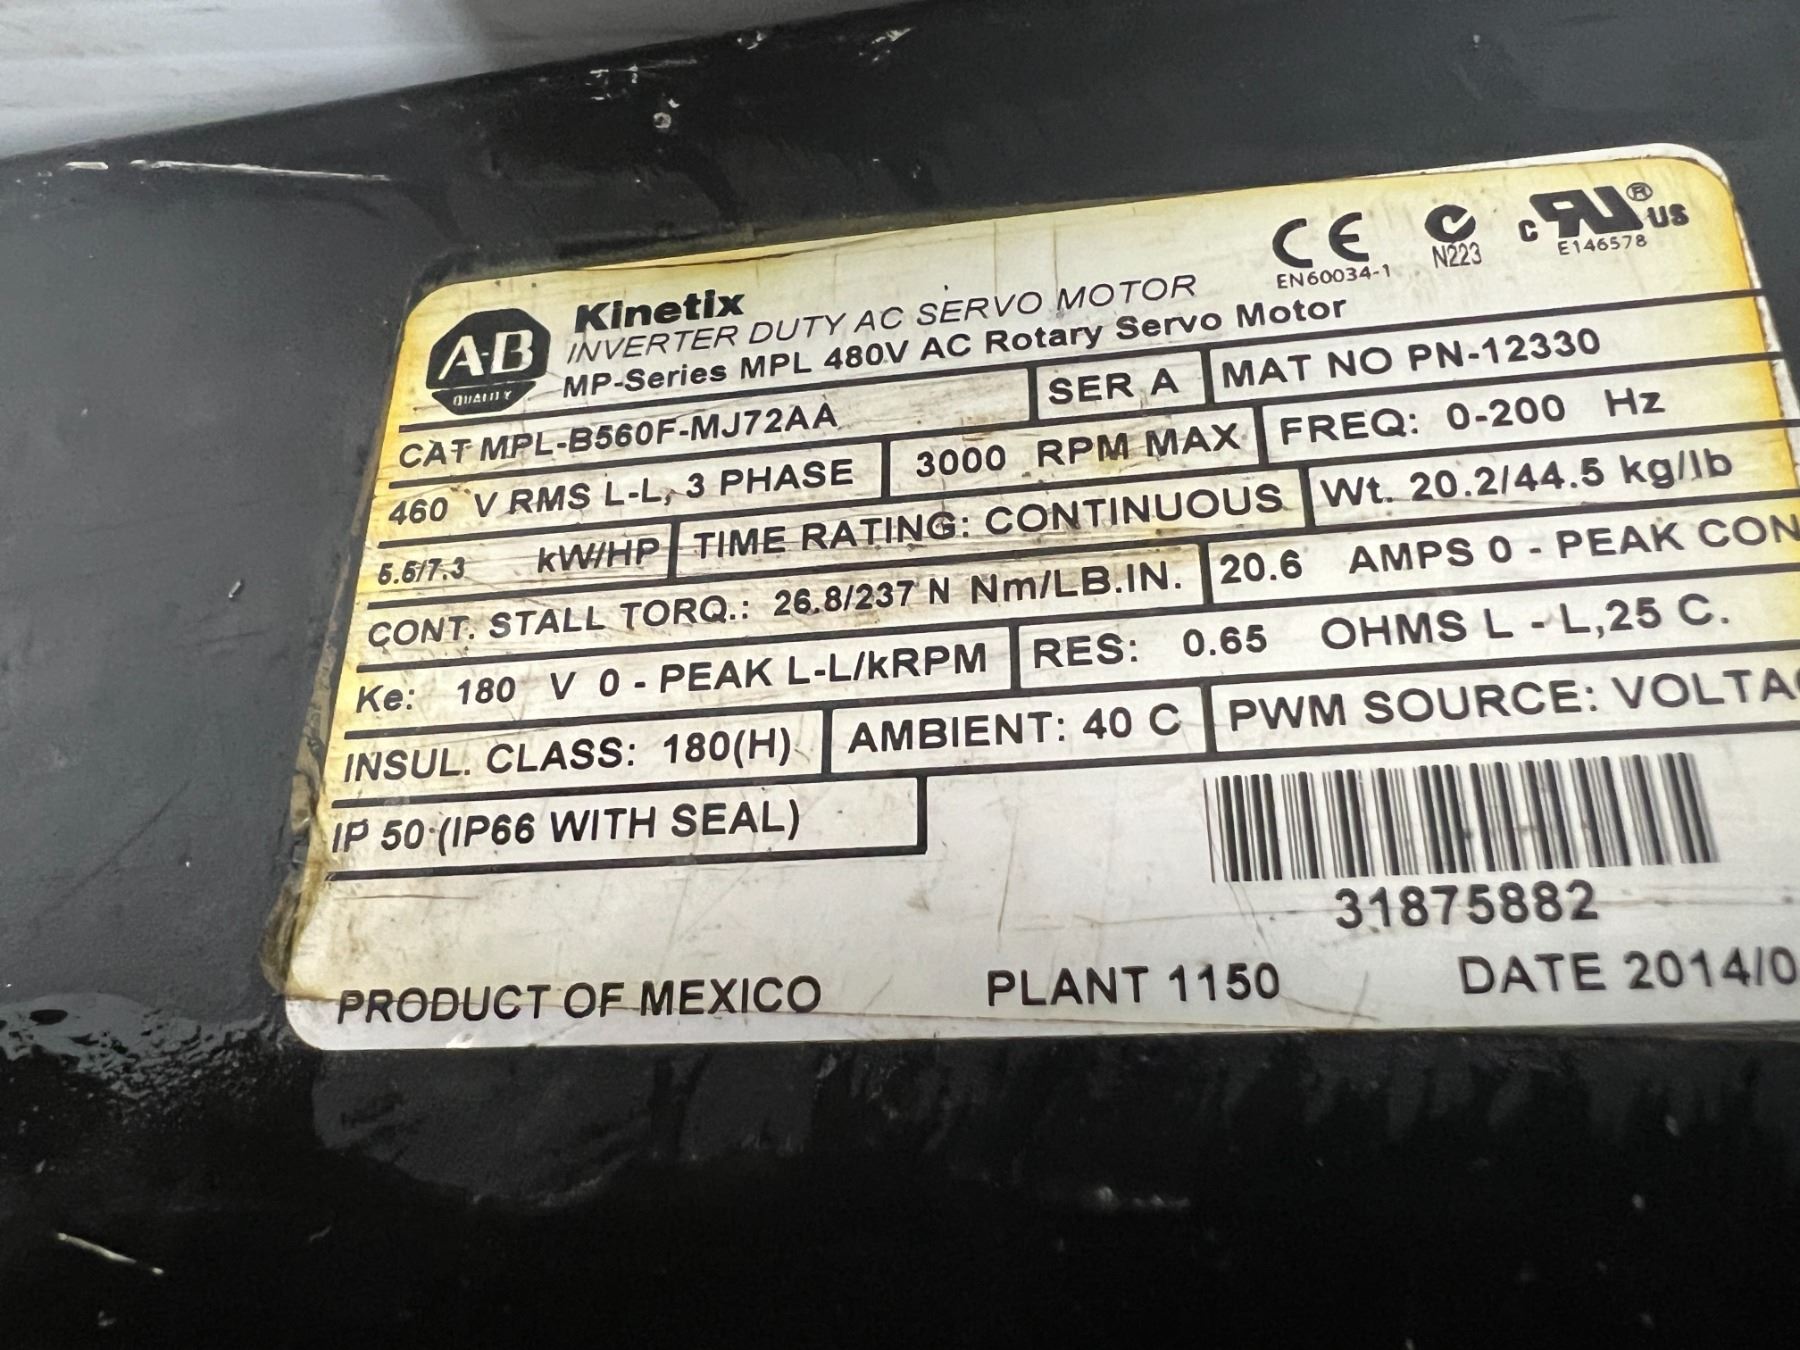 A-B
QUALITY
Kinetix
INVERTER DUTY AC SERVO MOTOR
MP-Series MPL 480V AC Rotary Servo Motor
CE
EN60034-1
N223
c RU ® US
E146578
CAT MPL-B560F-MJ72AA SER A MAT NO PN-12330
460 V RMS L-L, 3 PHASE 3000 RPM MAX FREQ: 0-200 Hz
5.5/7.3 kW/HP TIME RATING: CONTINUOUS Wt. 20.2/44.5 kg/lb
CONT. STALL TORQ.: 26.8/237 N Nm/LB.IN. 20.6 AMPS 0 - PEAK CON
Ke: 180 V 0 - PEAK L-L/kRPM RES: 0.65 OHMS L - L,25 C.
INSUL. CLASS: 180(H) AMBIENT: 40 C PWM SOURCE: VOLTA
IP 50 (IP66 WITH SEAL)
31875882
PRODUCT OF MEXICO PLANT 1150 DATE 2014/0